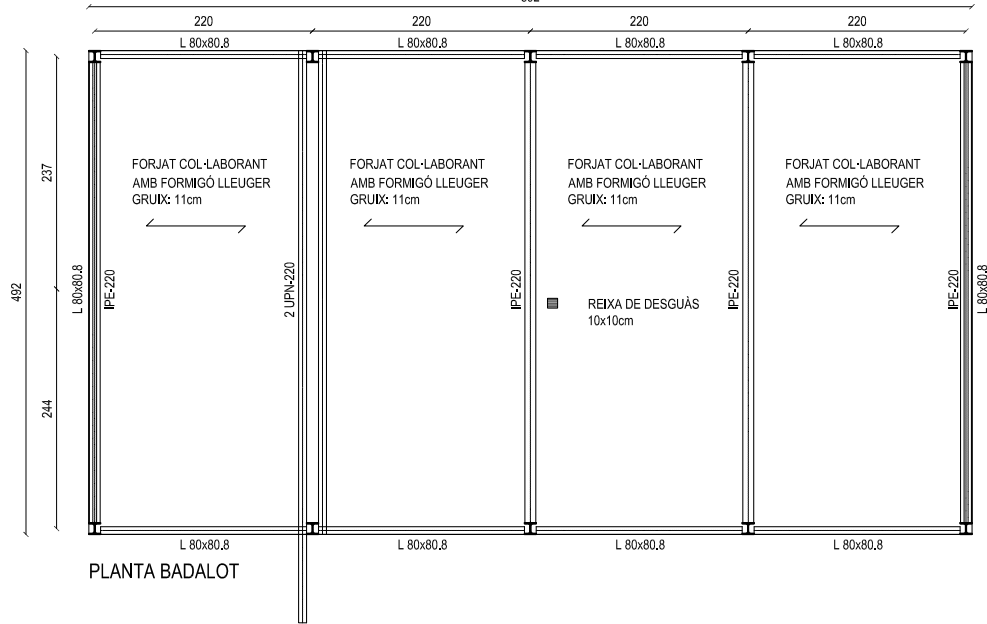 220
220
220
220
L 80x80.8
L 80x80.8
L 80x80.8
L 80x80.8
237
492
244
FORJAT COL·LABORANT
AMB FORMIGÓ LLEUGER
GRUIX: 11cm
FORJAT COL·LABORANT
AMB FORMIGÓ LLEUGER
GRUIX: 11cm
FORJAT COL·LABORANT
AMB FORMIGÓ LLEUGER
GRUIX: 11cm
FORJAT COL·LABORANT
AMB FORMIGÓ LLEUGER
GRUIX: 11cm
L 80x80.8
IPE-220
2 UPN-220
IPE-220
REIXA DE DESGUÀS
10x10cm
IPE-220
IPE-220
L 80x80.8
L 80x80.8
L 80x80.8
L 80x80.8
L 80x80.8
PLANTA BADALOT